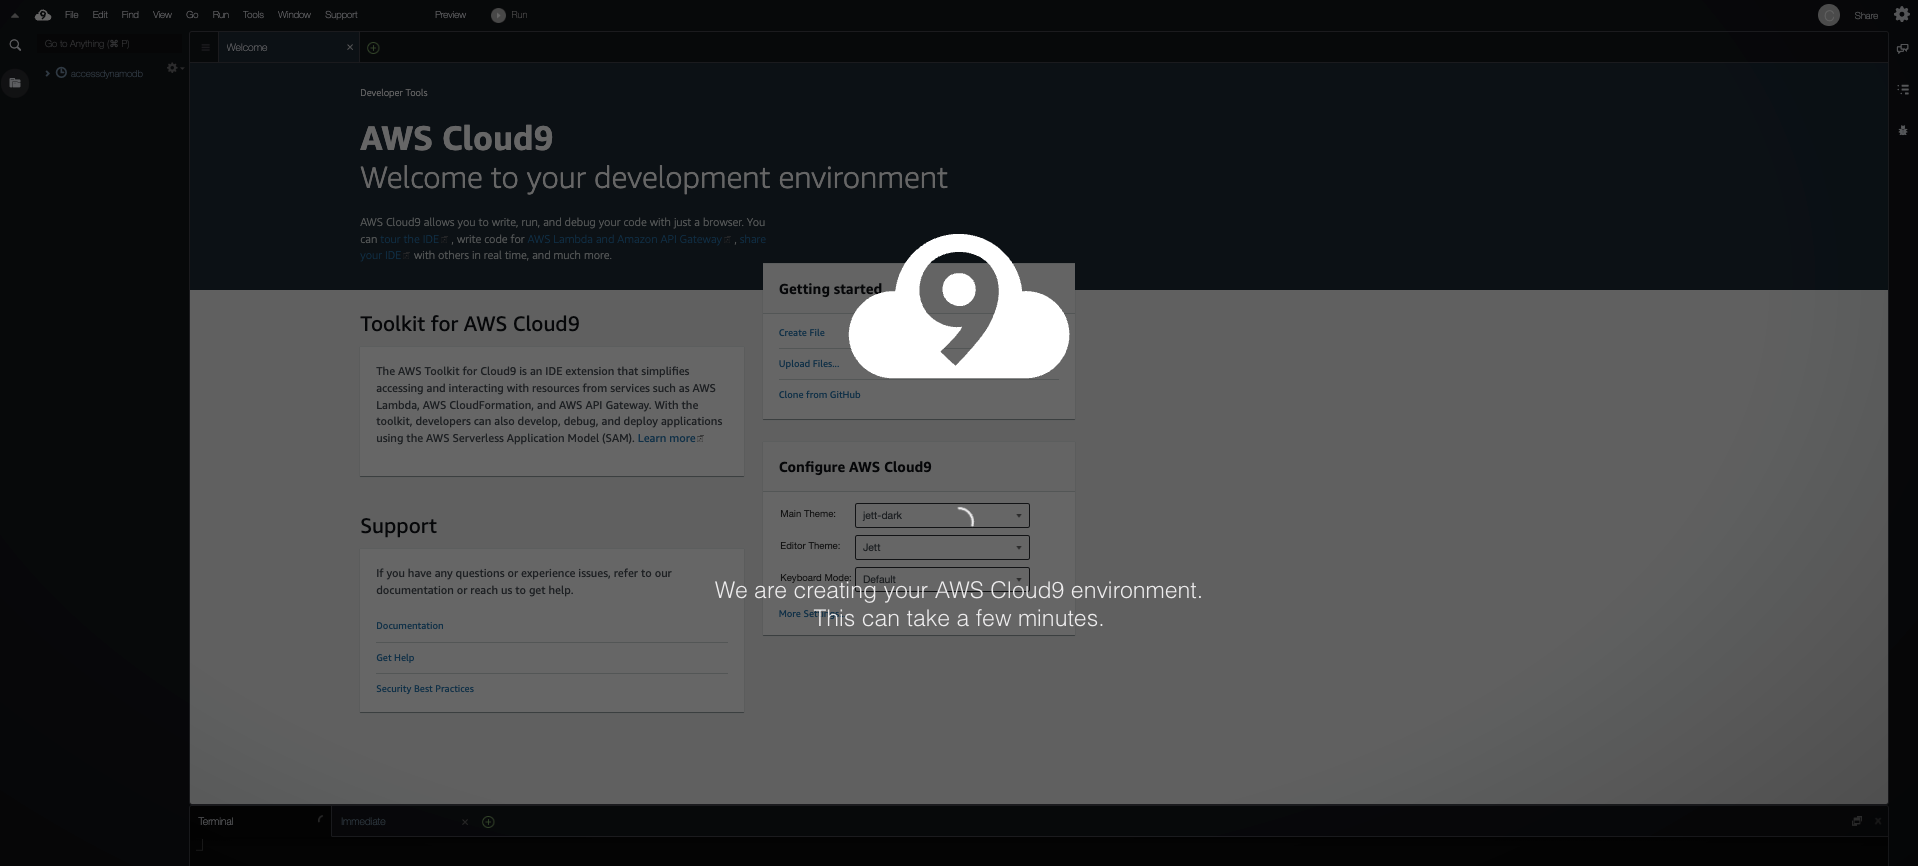 File Edit Find View Go Run Tools Window Support Preview Run Share
Go to Anything (⌘ P)
Welcome
accessdynamodb
Developer Tools
AWS Cloud9
Welcome to your development environment
AWS Cloud9 allows you to write, run, and debug your code with just a browser. You
can tour the IDE, write code for AWS Lambda and Amazon API Gateway, share
your IDE with others in real time, and much more.
9
Getting started
Create File
Upload Files...
Clone from GitHub
Toolkit for AWS Cloud9
The AWS Toolkit for Cloud9 is an IDE extension that simplifies
accessing and interacting with resources from services such as AWS
Lambda, AWS CloudFormation, and AWS API Gateway. With the
toolkit, developers can also develop, debug, and deploy applications
using the AWS Serverless Application Model (SAM). Learn more
Configure AWS Cloud9
Main Theme: jett-dark
Editor Theme: Jett
Keyboard Mode: Default
More Settings...
We are creating your AWS Cloud9 environment.
This can take a few minutes.
Support
If you have any questions or experience issues, refer to our
documentation or reach us to get help.
Documentation
Get Help
Security Best Practices
Terminal
Immediate